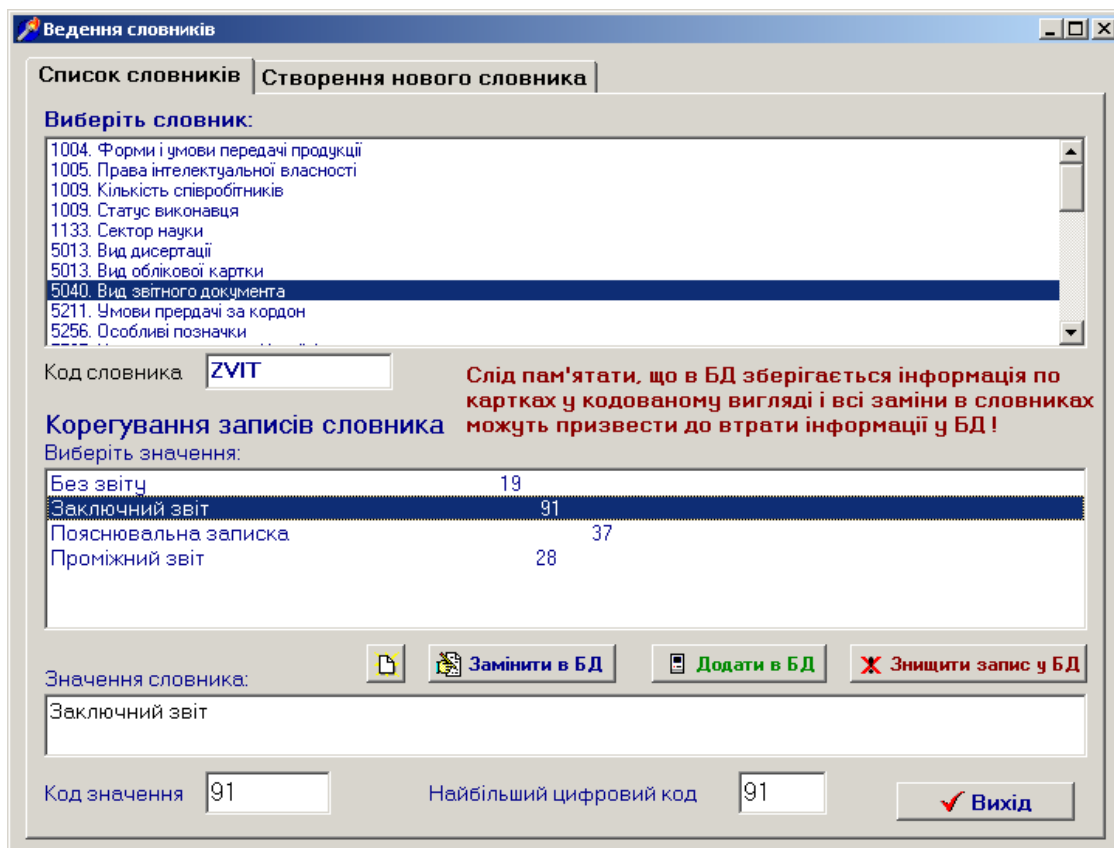 Ведення словників
Список словників
Створення нового словника
Виберіть словник:
1004. Форми і умови передачі продукції
1005. Права інтелектуальної власності
1009. Кількість співробітників
1009. Статус виконавця
1133. Сектор науки
5013. Вид дисертації
5013. Вид облікової картки
5040. Вид звітного документа
5211. Умови прердачі за кордон
5256. Особливі позначки
Код словника ZVIT
Слід пам'ятати, що в БД зберігається інформація по
картках у кодованому вигляді і всі заміни в словниках
можуть призвести до втрати інформації у БД !
Корегування записів словника
Виберіть значення:
Без звіту 19
Заключний звіт 91
Пояснювальна записка 37
Проміжний звіт 28
Замінити в БД
Додати в БД
Знищити запис у БД
Значення словника:
Заключний звіт
Код значення 91
Найбільший цифровий код 91
Вихід